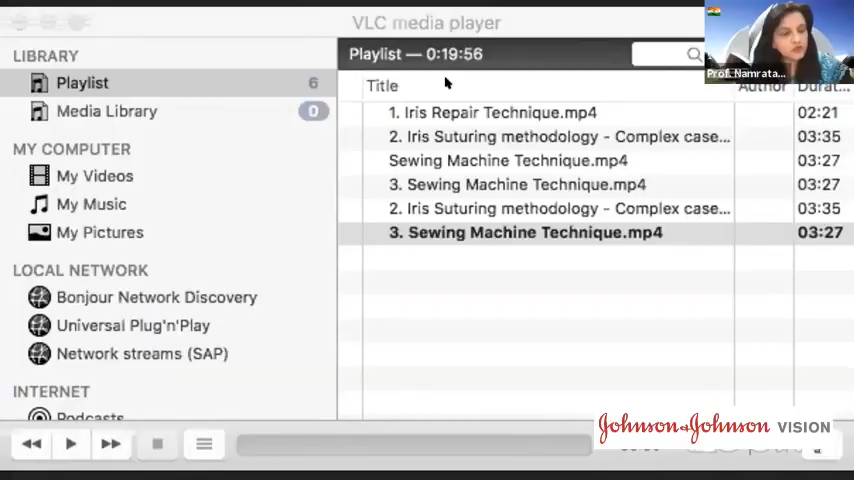 VLC media player
LIBRARY
Playlist 6
Media Library 0
MY COMPUTER
My Videos
My Music
My Pictures
LOCAL NETWORK
Bonjour Network Discovery
Universal Plug'n'Play
Network streams (SAP)
INTERNET
Podcasts
Playlist — 0:19:56
Title Author Durat...
1. Iris Repair Technique.mp4 02:21
2. Iris Suturing methodology - Complex case... 03:35
Sewing Machine Technique.mp4 03:27
3. Sewing Machine Technique.mp4 03:27
2. Iris Suturing methodology - Complex case... 03:35
3. Sewing Machine Technique.mp4 03:27
Prof. Namrata...
Johnson & Johnson VISION